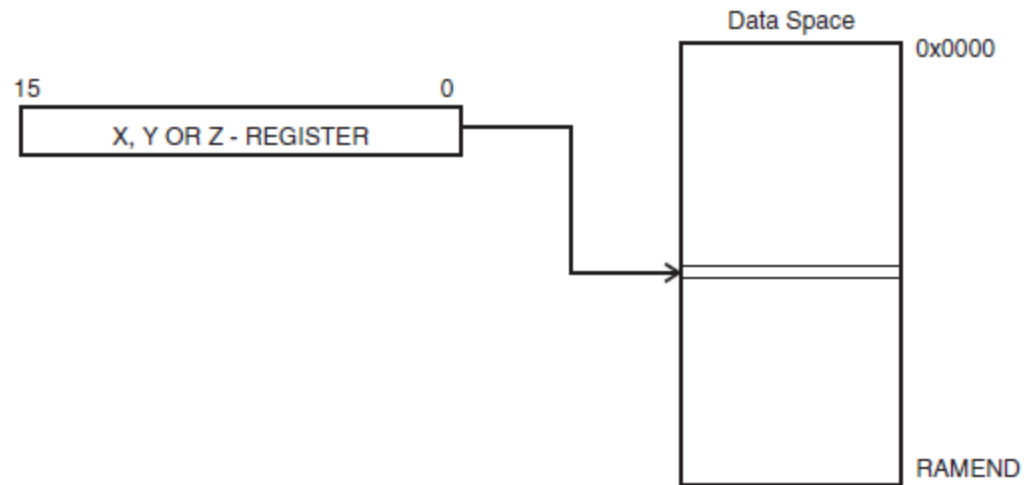 Data Space
0x0000
15 0
X, Y OR Z - REGISTER
RAMEND